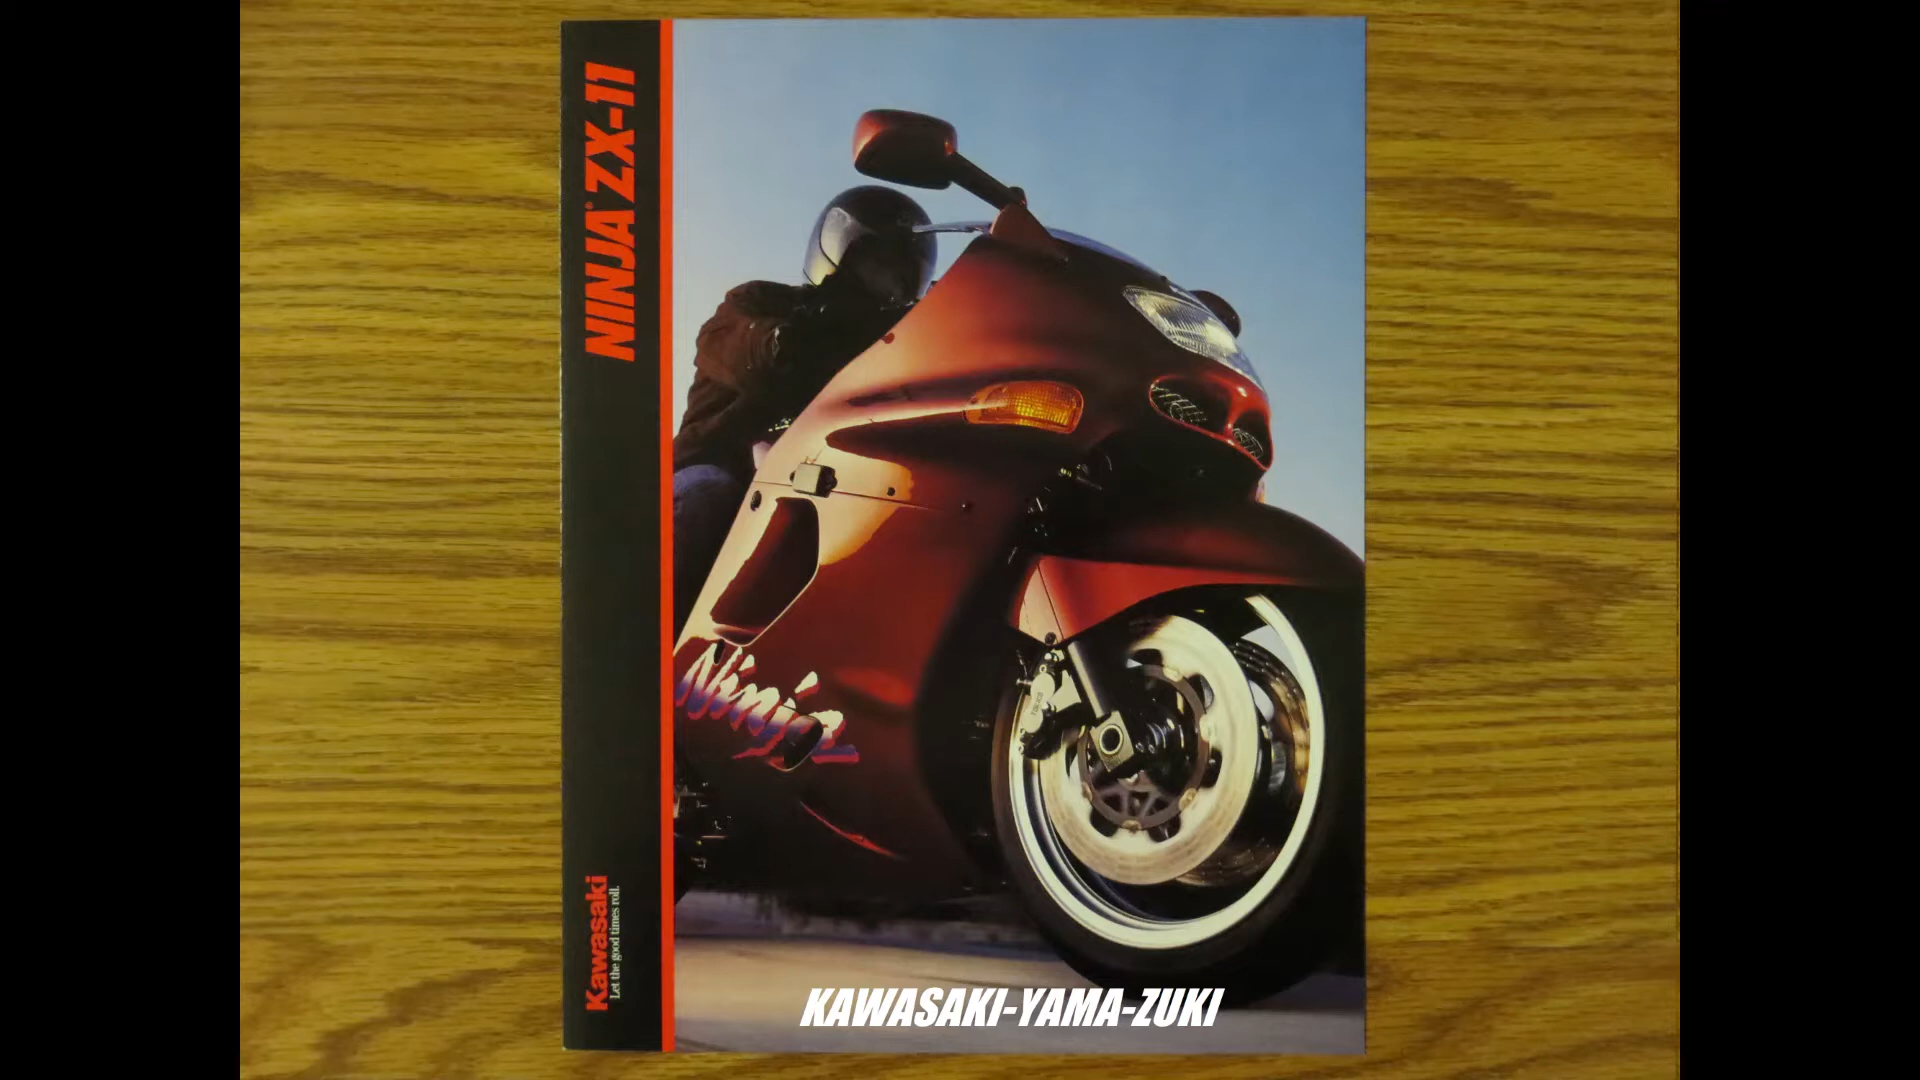 NINJA® ZX-11
Kawasaki
Let the good times roll.
Ninja
KAWASAKI-YAMA-ZUKI